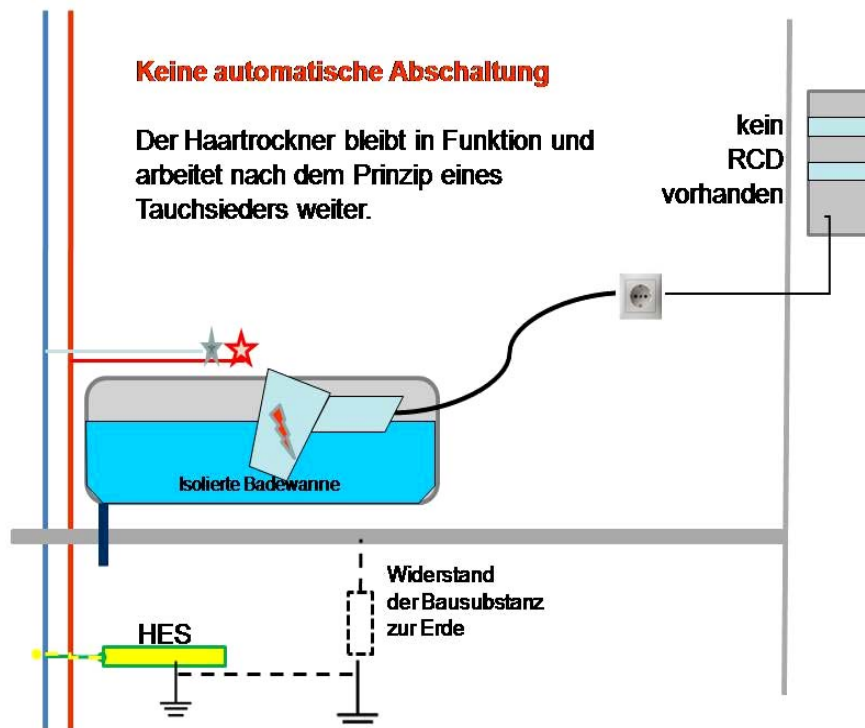 Keine automatische Abschaltung
Der Haartrockner bleibt in Funktion und
arbeitet nach dem Prinzip eines
Tauchsieders weiter.
kein
RCD
vorhanden
Isolierte Badewanne
Widerstand
der Bausubstanz
zur Erde
HES